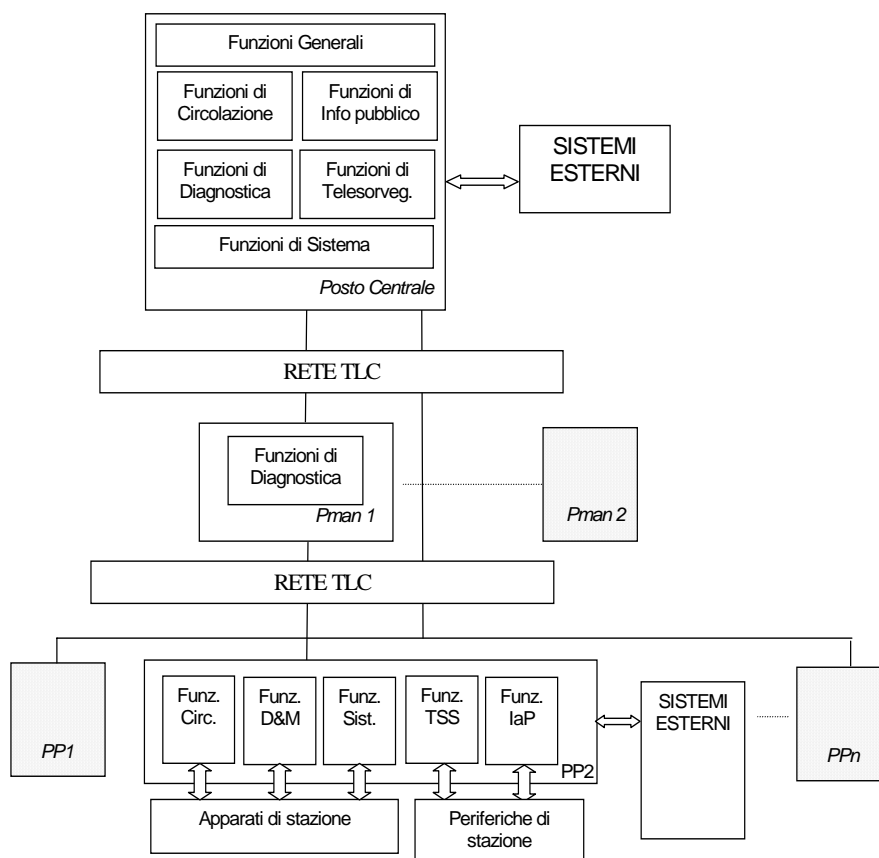 Funzioni Generali
Funzioni di
Circolazione
Funzioni di
Info pubblico
Funzioni di
Diagnostica
Funzioni di
Telesorveg.
Funzioni di Sistema
Posto Centrale
SISTEMI
ESTERNI
RETE TLC
Funzioni di
Diagnostica
Pman 1
Pman 2
RETE TLC
PP1
Funz.
Circ.
Funz.
D&M
Funz.
Sist.
Funz.
TSS
Funz.
IaP
PP2
SISTEMI
ESTERNI
PPn
Apparati di stazione
Periferiche di
stazione